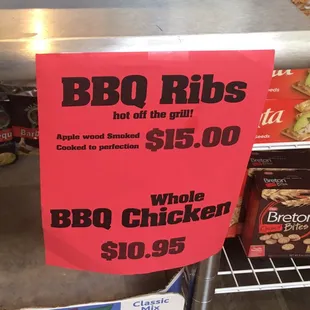 BBQ Ribs
hot off the grill!
Apple wood Smoked
Cooked to perfection
$15.00
Whole
BBQ Chicken
$10.95
Breton
Bites
Classic
Mix